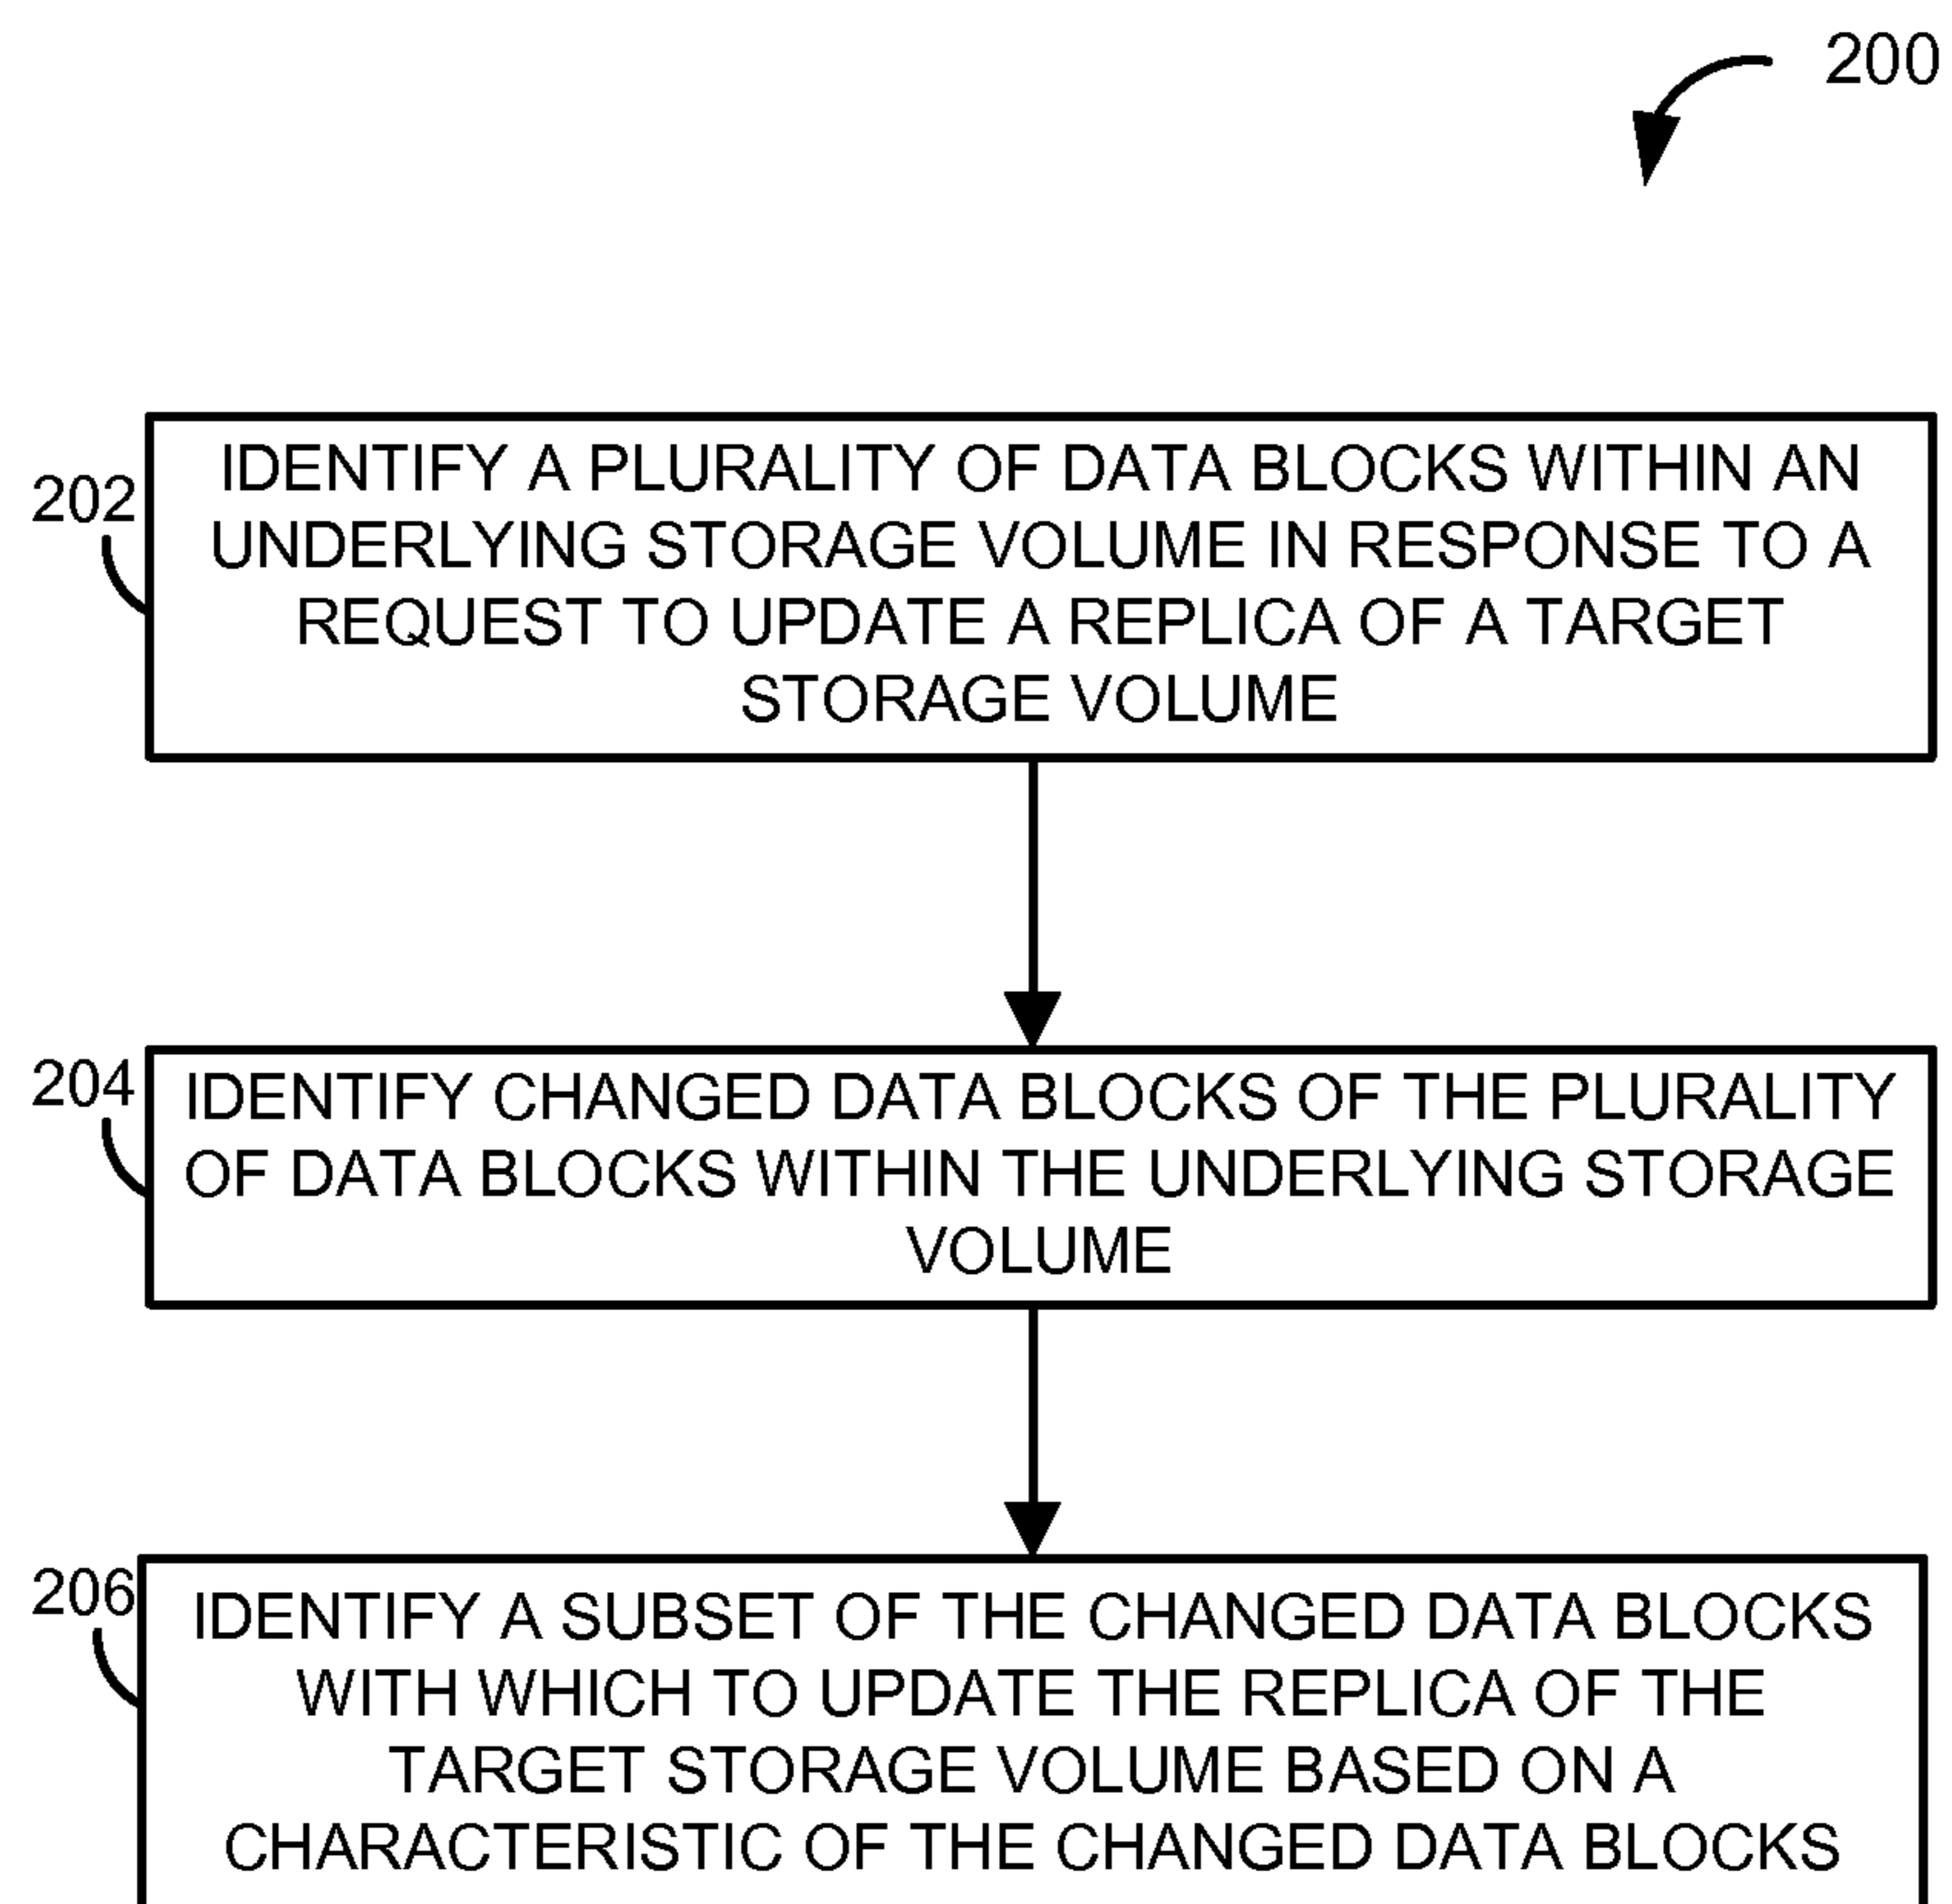 200
202
IDENTIFY A PLURALITY OF DATA BLOCKS WITHIN AN
UNDERLYING STORAGE VOLUME IN RESPONSE TO A
REQUEST TO UPDATE A REPLICA OF A TARGET
STORAGE VOLUME
204
IDENTIFY CHANGED DATA BLOCKS OF THE PLURALITY
OF DATA BLOCKS WITHIN THE UNDERLYING STORAGE
VOLUME
206
IDENTIFY A SUBSET OF THE CHANGED DATA BLOCKS
WITH WHICH TO UPDATE THE REPLICA OF THE
TARGET STORAGE VOLUME BASED ON A
CHARACTERISTIC OF THE CHANGED DATA BLOCKS